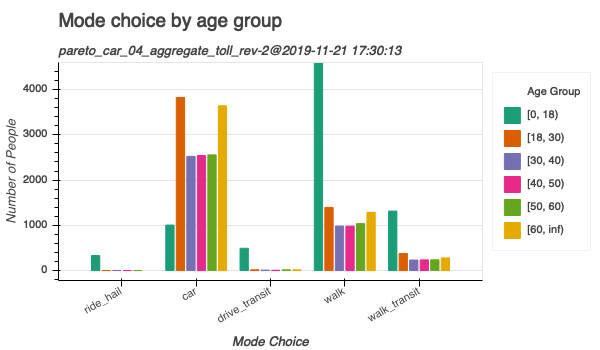 Mode choice by age group
pareto_car_04_aggregate_toll_rev-2@2019-11-21 17:30:13
Number of People
4000
3000
2000
1000
0
ride_hail
car
drive_transit
walk
walk_transit
Mode Choice
Age Group
[0, 18)
[18, 30)
[30, 40)
[40, 50)
[50, 60)
[60, inf)